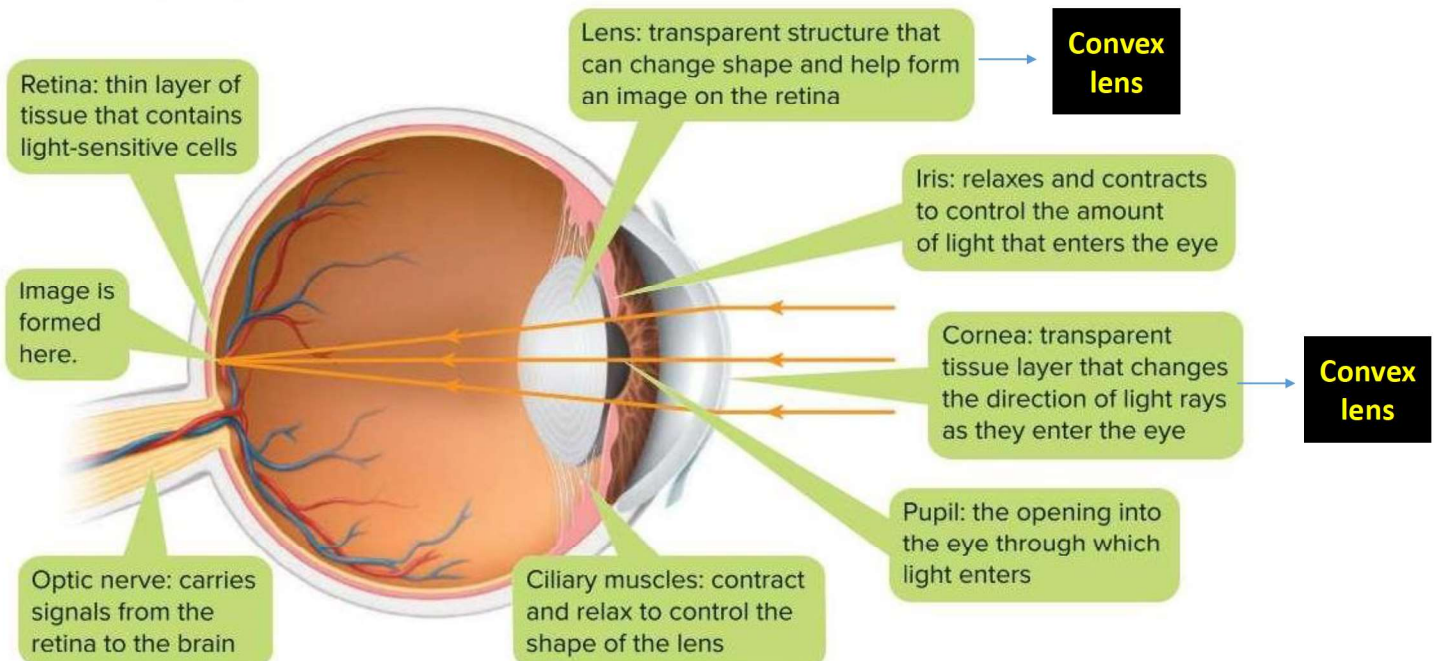 Lens: transparent structure that
can change shape and help form
an image on the retina
Convex
lens
Retina: thin layer of
tissue that contains
light-sensitive cells
Iris: relaxes and contracts
to control the amount
of light that enters the eye
Image is
formed
here.
Cornea: transparent
tissue layer that changes
the direction of light rays
as they enter the eye
Convex
lens
Pupil: the opening into
the eye through which
light enters
Optic nerve: carries
signals from the
retina to the brain
Ciliary muscles: contract
and relax to control the
shape of the lens